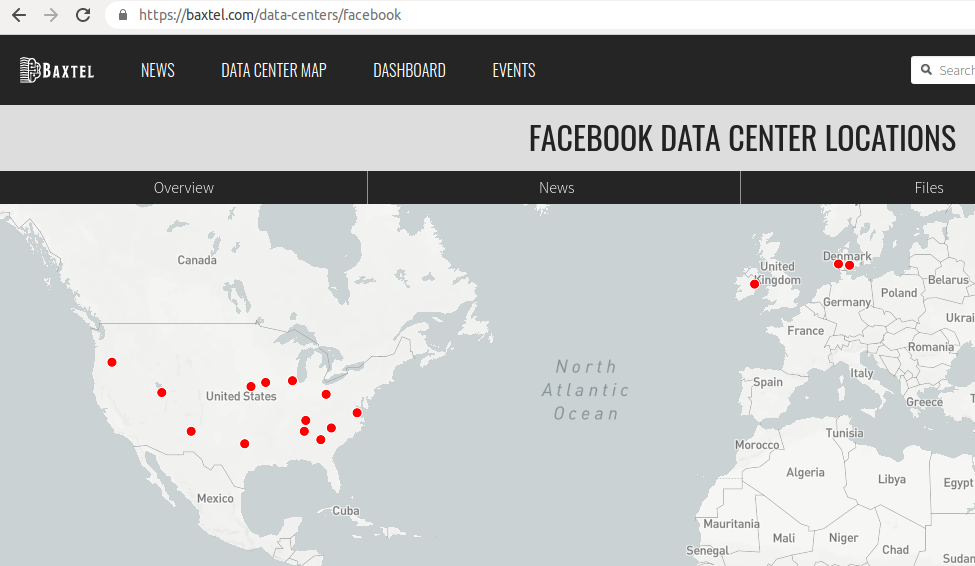 https://baxtel.com/data-centers/facebook
BAXTEL NEWS DATA CENTER MAP DASHBOARD EVENTS Search
FACEBOOK DATA CENTER LOCATIONS
Overview News Files
Canada
Denmark
United
Kingdom
Belarus
Poland
Germany
Ukrai
France
Romania
North
Atlantic
Ocean
Italy
Spain
United States
Greece
Tunisia
Morocco
Algeria
Libya
Egypt
Mexico
Cuba
Mauritania
Mali
Niger
Chad
Sudan
Senegal